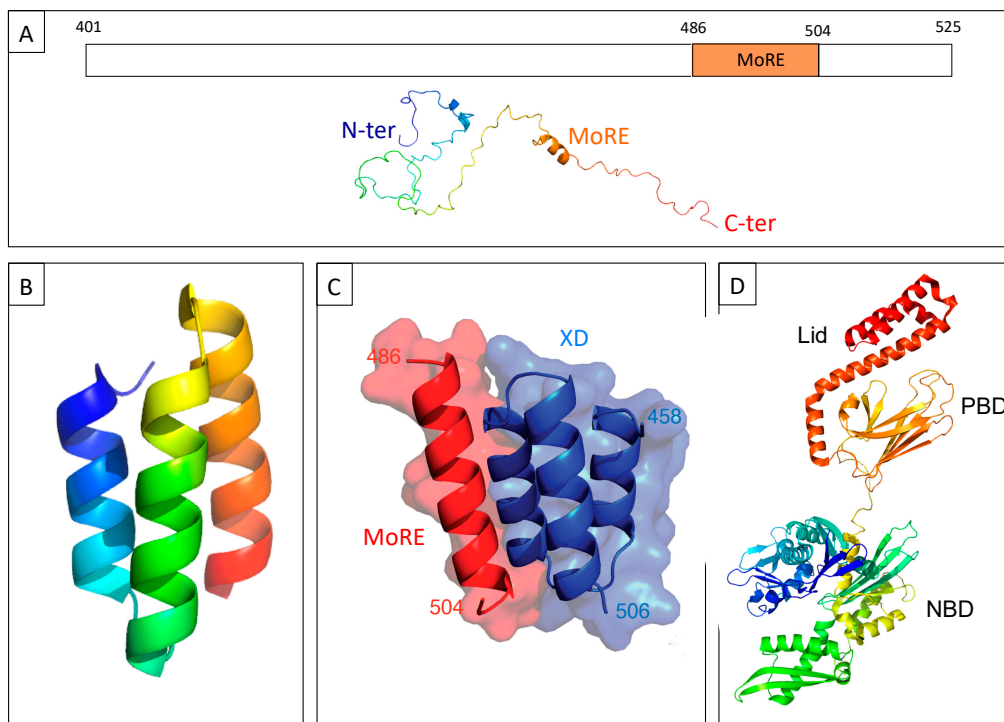 A
401
486
504
525
MoRE
N-ter
MoRE
C-ter
B
C
XD
486
458
MoRE
504
506
D
Lid
PBD
NBD